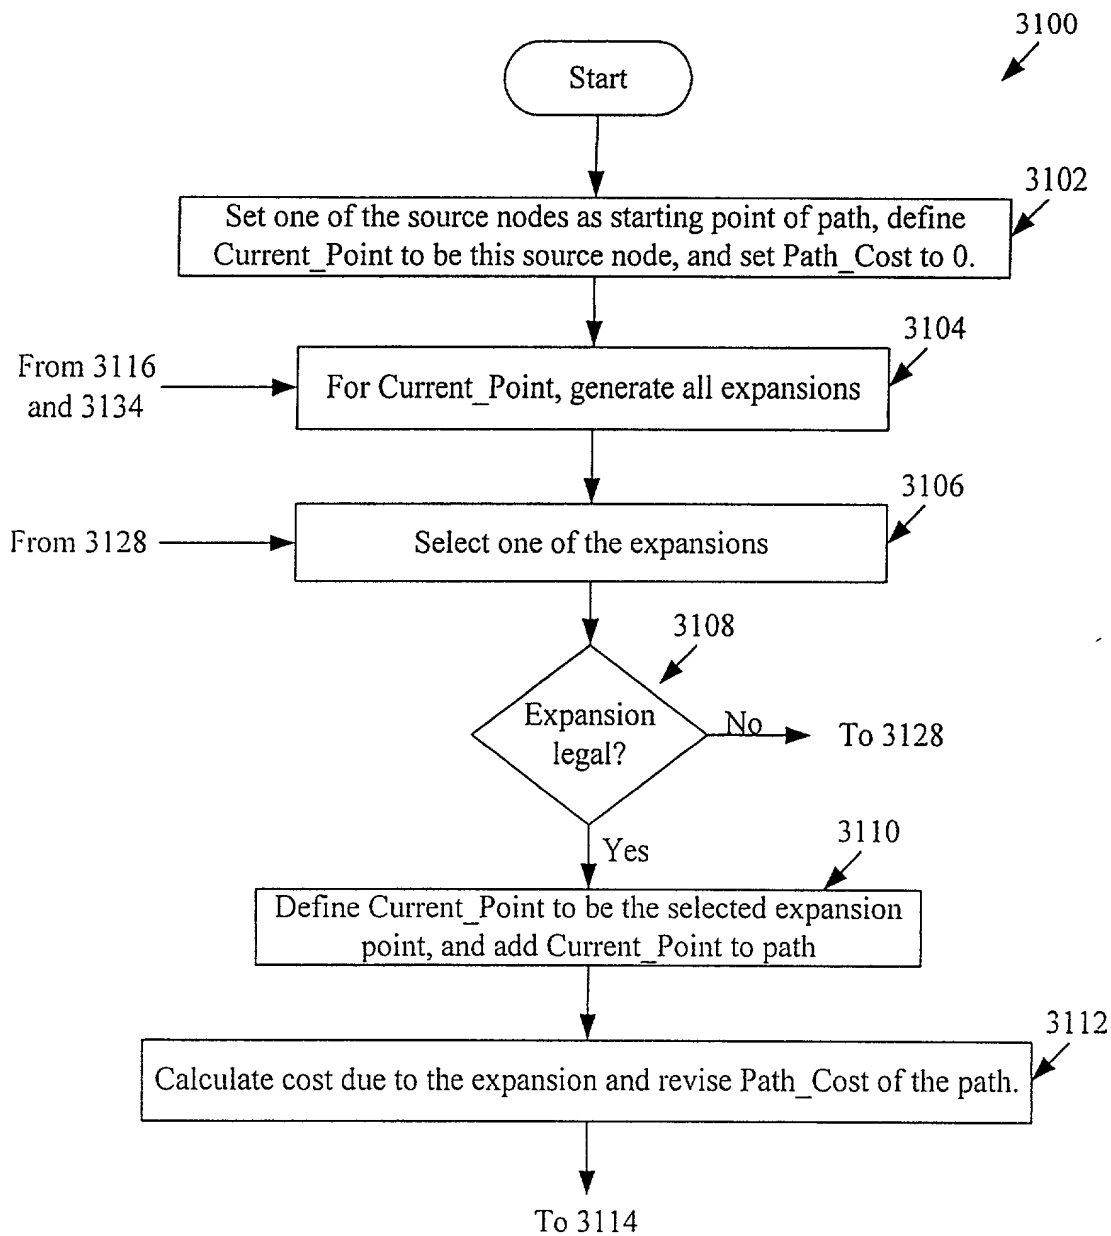 3100
Start
3102
Set one of the source nodes as starting point of path, define
Current_Point to be this source node, and set Path_Cost to 0.
3104
From 3116
and 3134
For Current_Point, generate all expansions
3106
From 3128
Select one of the expansions
3108
Expansion
legal?
No
To 3128
Yes
3110
Define Current_Point to be the selected expansion
point, and add Current_Point to path
3112
Calculate cost due to the expansion and revise Path_Cost of the path.
To 3114